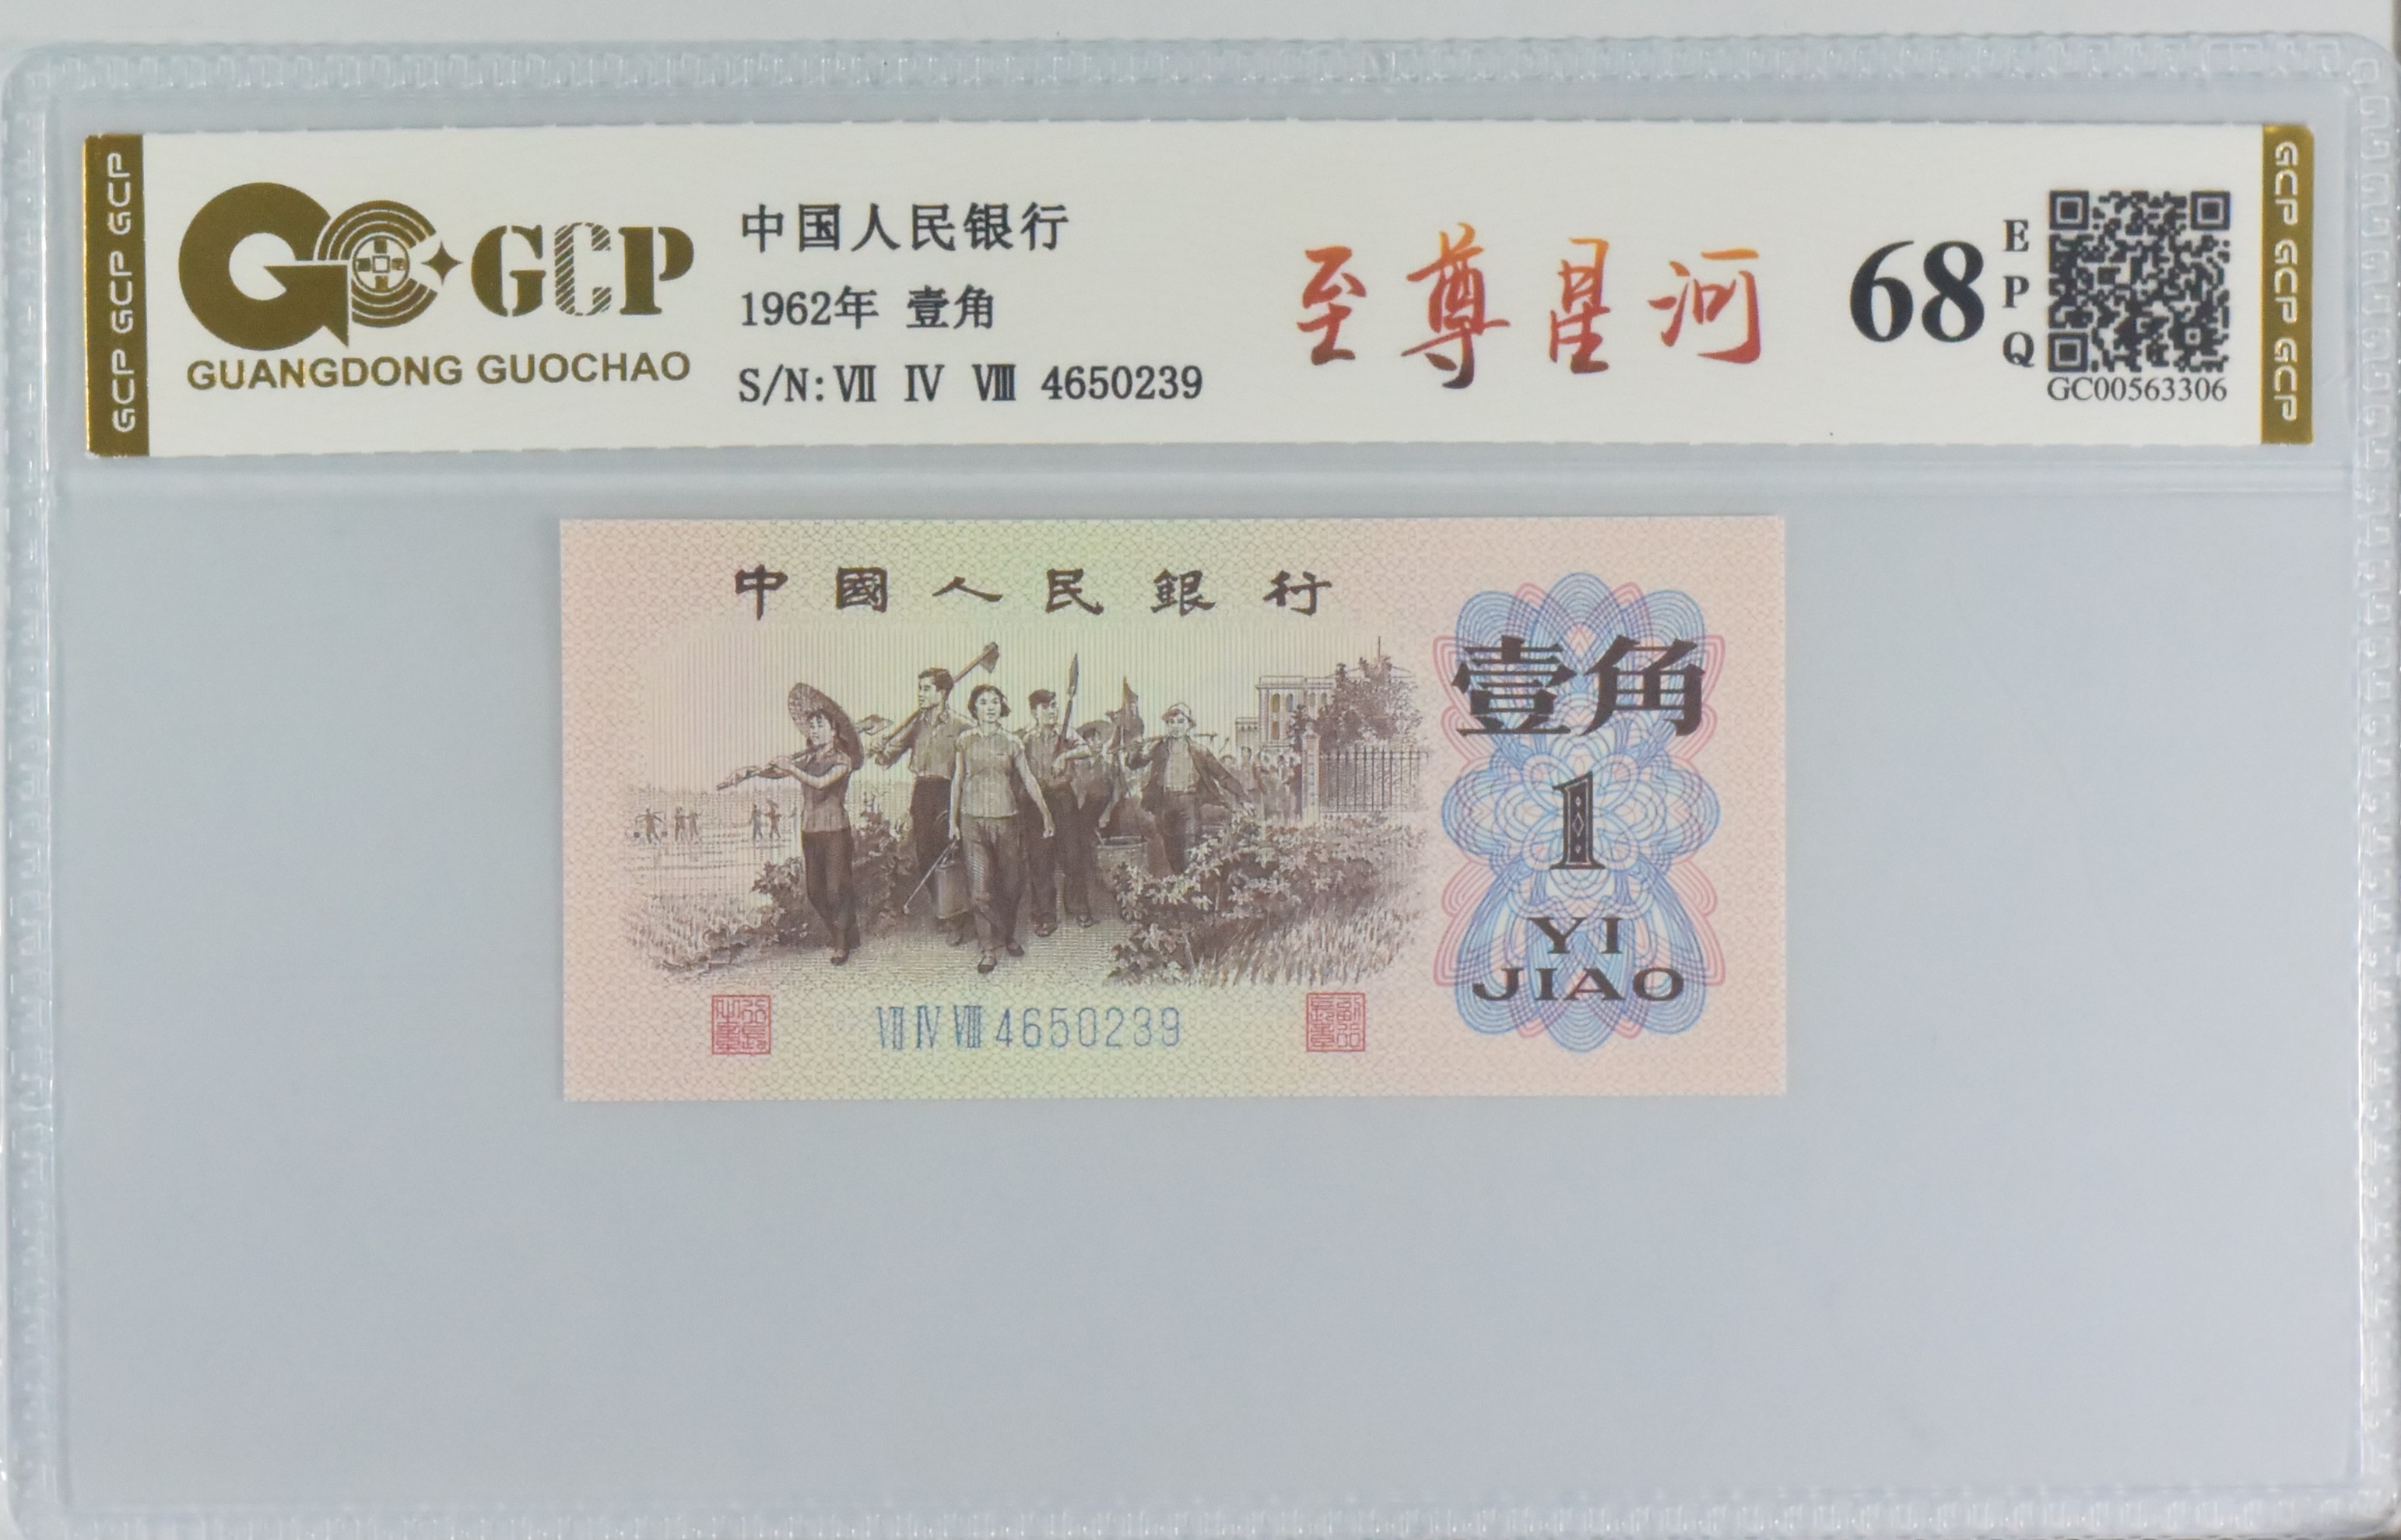 GCP GCP GCP
GCP
GUANGDONG GUOCHAO
中国人民银行
1962年 壹角
S/N: Ⅶ Ⅳ Ⅷ 4650239
至尊星河
68
E
P
Q
GC00563306
GCP GCP GCP
中國人民銀行
壹角
1
YI
JIAO
Ⅶ Ⅳ Ⅷ 4650239